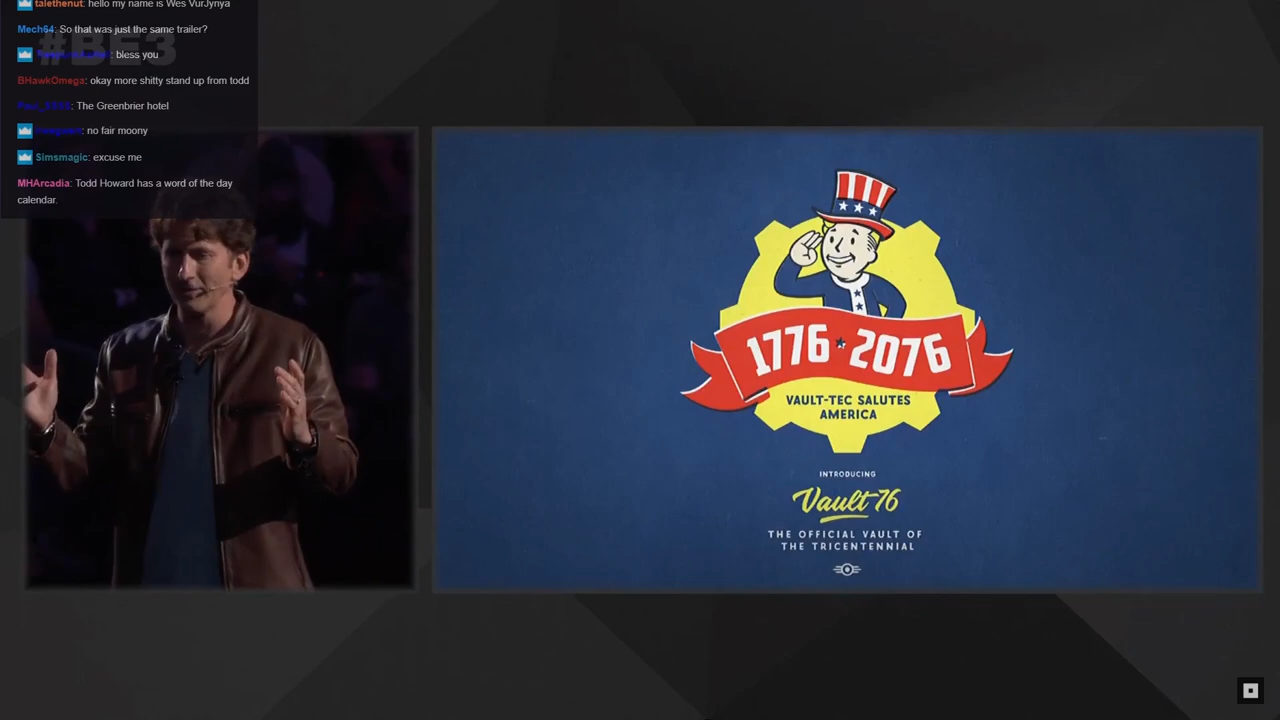 talethenut: hello my name is Wes VurJynya
Mech64: So that was just the same trailer?
#BE3
: bless you
BHawkOmega: okay more shitty stand up from todd
: The Greenbrier hotel
: no fair moony
Simsmagic: excuse me
MHArcadia: Todd Howard has a word of the day
calendar.
1776 2076
VAULT-TEC SALUTES
AMERICA
INTRODUCING
Vault 76
THE OFFICIAL VAULT OF
THE TRICENTENNIAL